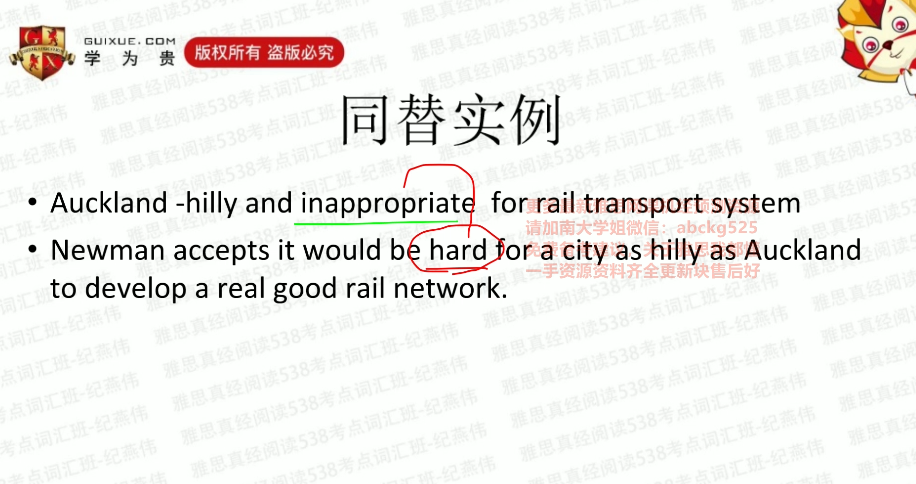 GUIXUE.COM
学为贵
版权所有 盗版必究
同替实例
• Auckland -hilly and inappropriate for rail transport system
• Newman accepts it would be hard for a city as hilly as Auckland
to develop a real good rail network.
请加南大学姐微信：abckg525
一手资源资料齐全更新块售后好
雅思真经阅读538考点词汇班-纪燕伟